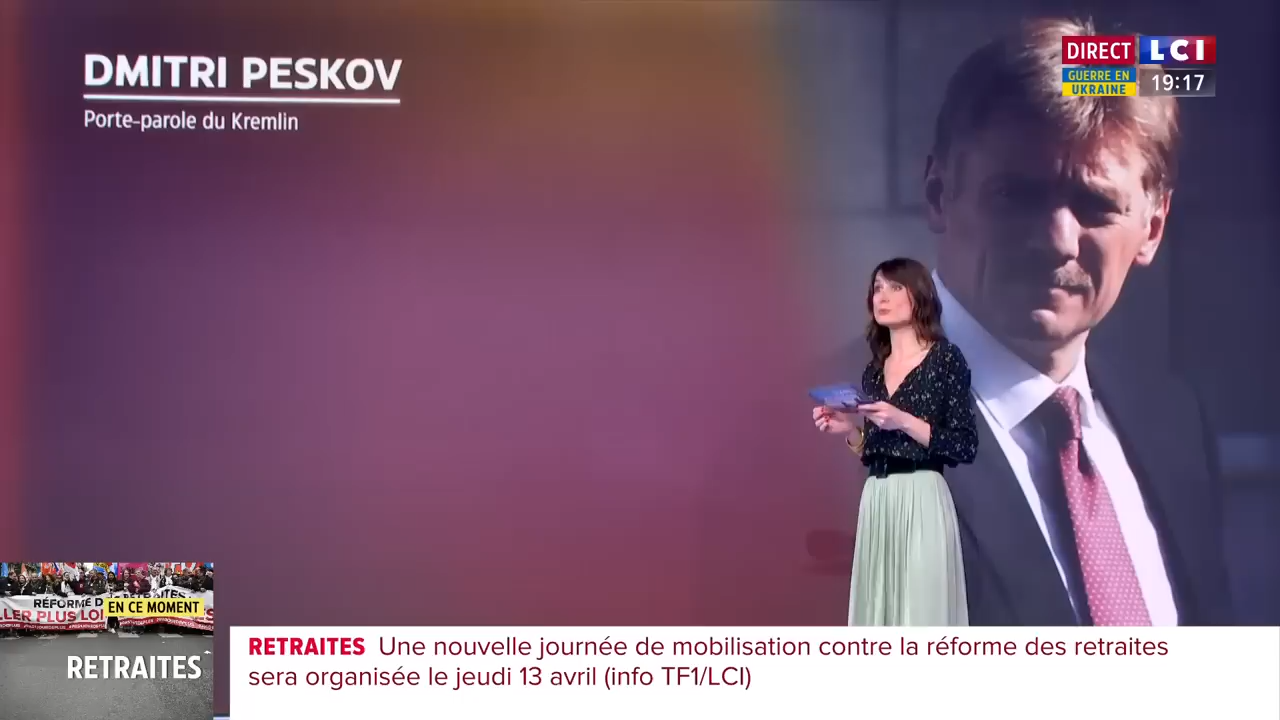 DMITRI PESKOV
Porte-parole du Kremlin
DIRECT LCI
GUERRE EN
UKRAINE
19:17
RÉFORME D
EN CE MOMENT
RETRAITES
RETRAITES Une nouvelle journée de mobilisation contre la réforme des retraites
sera organisée le jeudi 13 avril (info TF1/LCI)